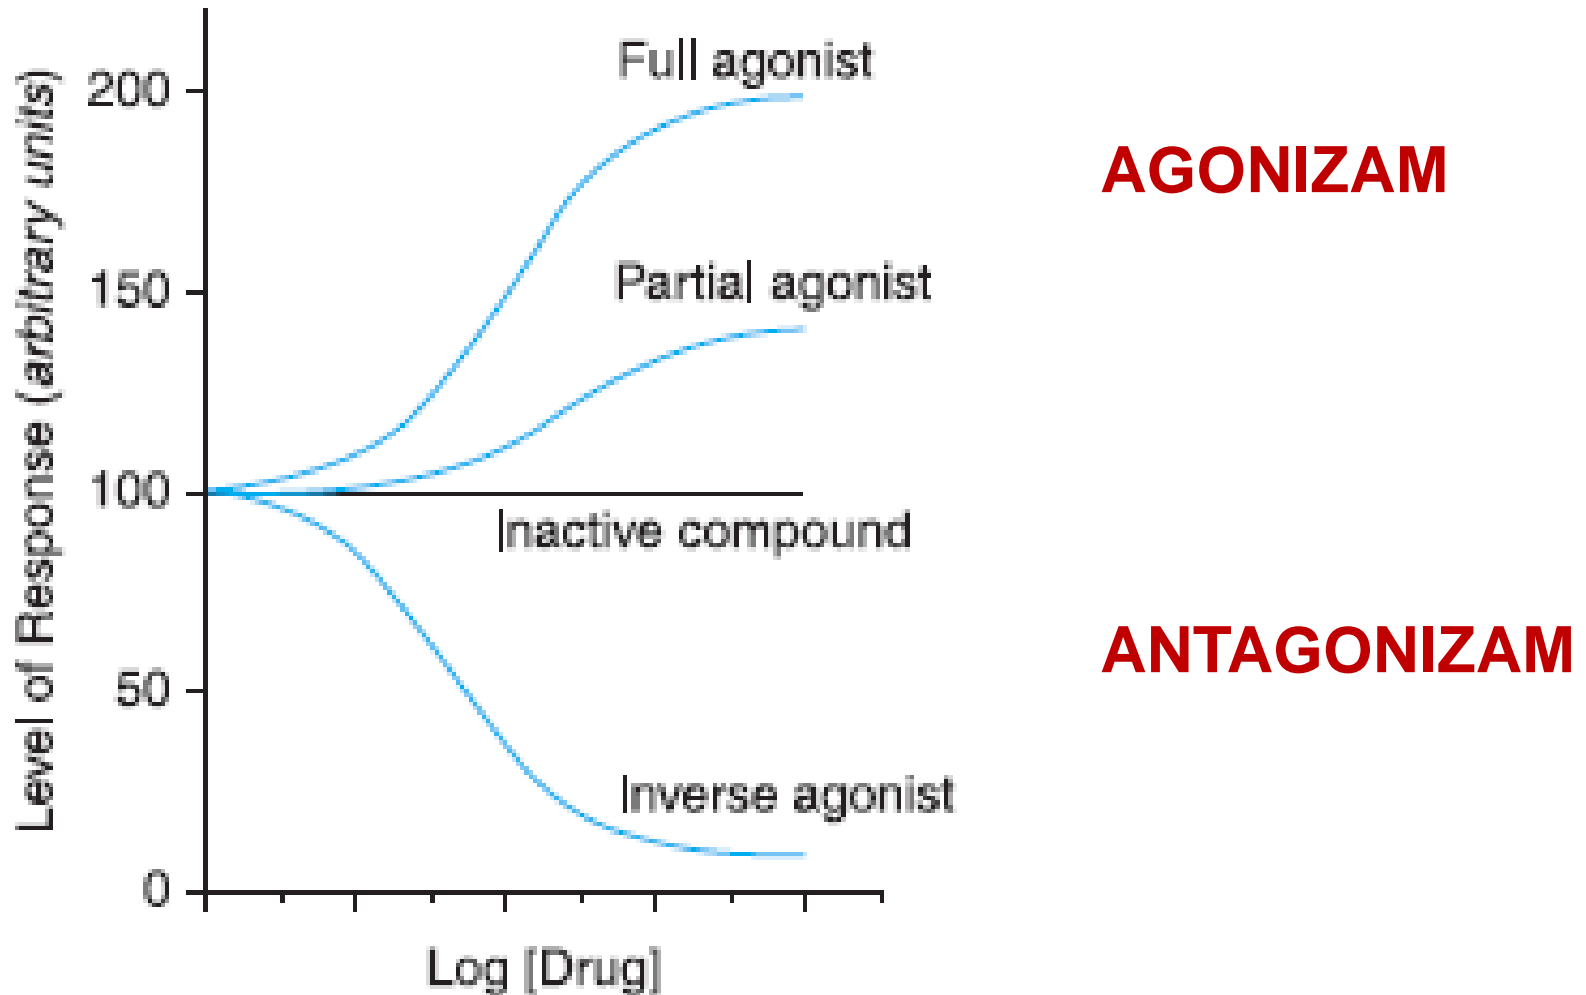 Level of Response (arbitrary units)
200
150
100
50
0
Full agonist
Partial agonist
Inactive compound
Inverse agonist
Log [Drug]
AGONIZAM
ANTAGONIZAM